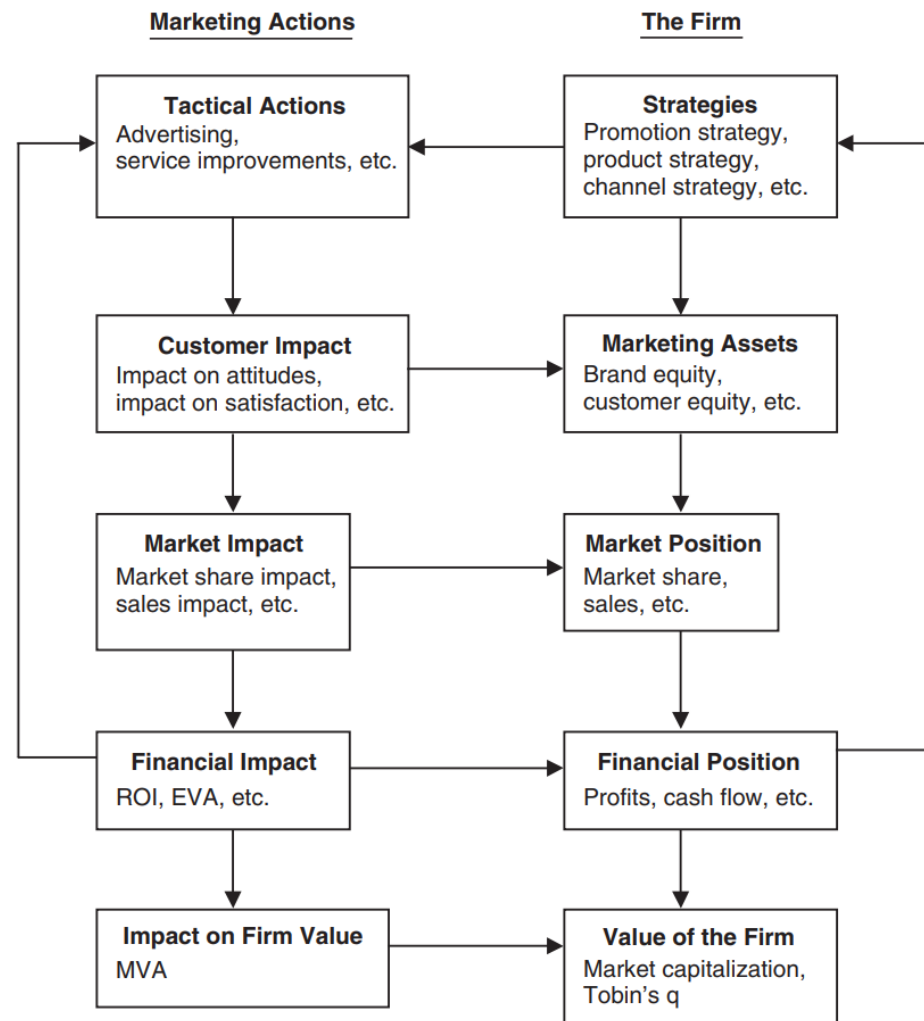 Marketing Actions
The Firm
Tactical Actions
Advertising,
service improvements, etc.
Strategies
Promotion strategy,
product strategy,
channel strategy, etc.
Customer Impact
Impact on attitudes,
impact on satisfaction, etc.
Marketing Assets
Brand equity,
customer equity, etc.
Market Impact
Market share impact,
sales impact, etc.
Market Position
Market share,
sales, etc.
Financial Impact
ROI, EVA, etc.
Financial Position
Profits, cash flow, etc.
Impact on Firm Value
MVA
Value of the Firm
Market capitalization,
Tobin's q